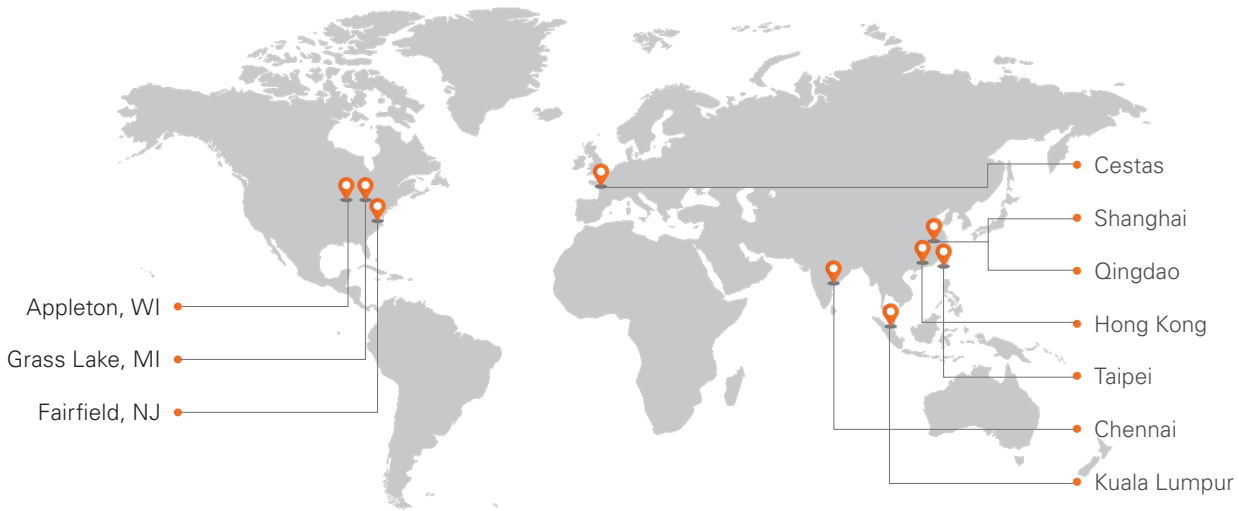 Appleton, WI
Grass Lake, MI
Fairfield, NJ
Cestas
Shanghai
Qingdao
Hong Kong
Taipei
Chennai
Kuala Lumpur